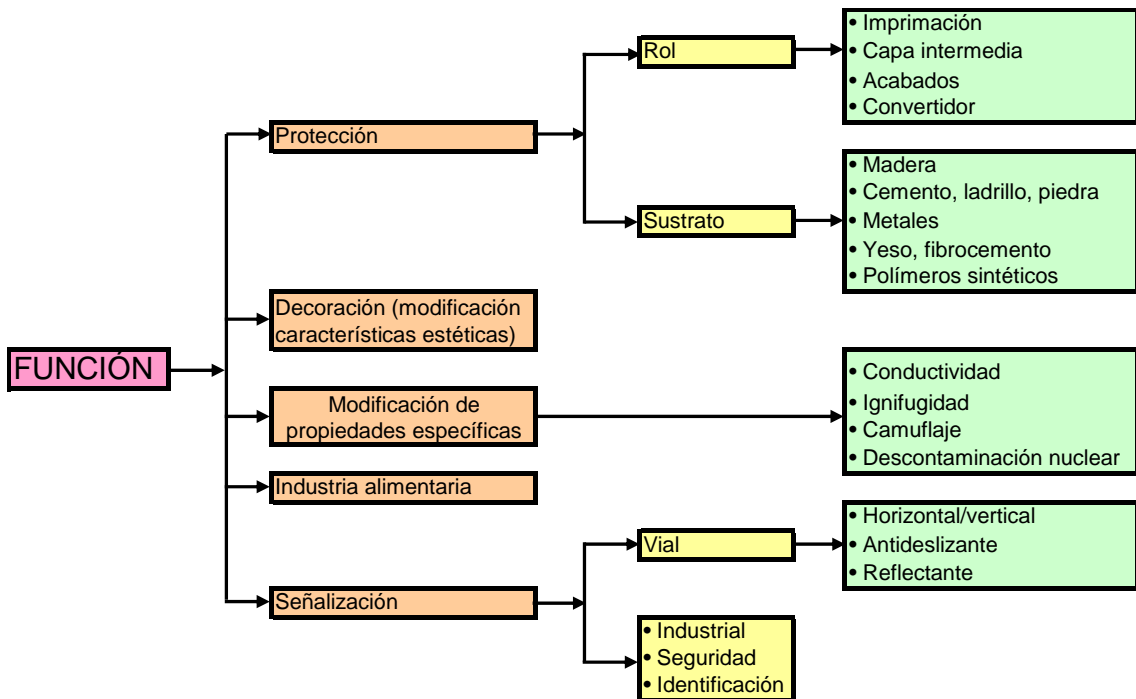 FUNCIÓN
Protección
Rol
• Imprimación
• Capa intermedia
• Acabados
• Convertidor
Sustrato
• Madera
• Cemento, ladrillo, piedra
• Metales
• Yeso, fibrocemento
• Polímeros sintéticos
Decoración (modificación
características estéticas)
Modificación de
propiedades específicas
• Conductividad
• Ignifugidad
• Camuflaje
• Descontaminación nuclear
Industria alimentaria
Señalización
Vial
• Horizontal/vertical
• Antideslizante
• Reflectante
• Industrial
• Seguridad
• Identificación